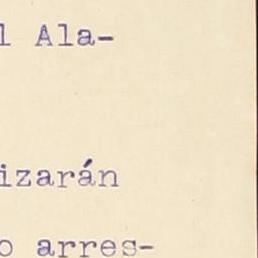 l Ala-
izarán
o arres-